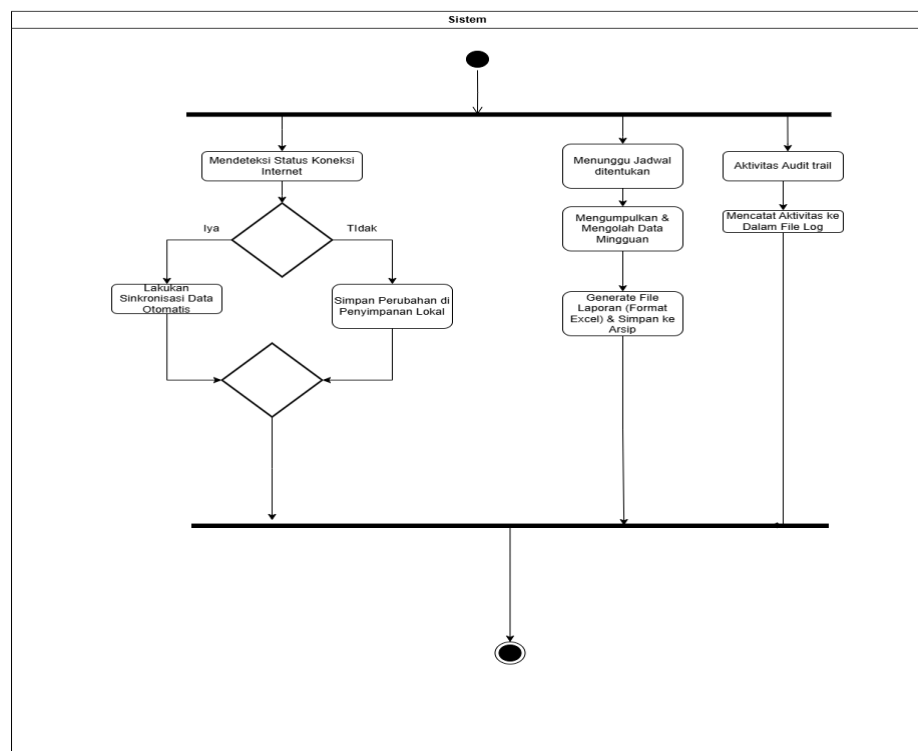 Sistem
Mendeteksi Status Koneksi
Internet
Iya
TIdak
Lakukan
Sinkronisasi Data
Otomatis
Simpan Perubahan di
Penyimpanan Lokal
Menunggu Jadwal
ditentukan
Mengumpulkan &
Mengolah Data
Mingguan
Generate File
Laporan (Format
Excel) & Simpan ke
Arsip
Aktivitas Audit trail
Mencatat Aktivitas ke
Dalam File Log